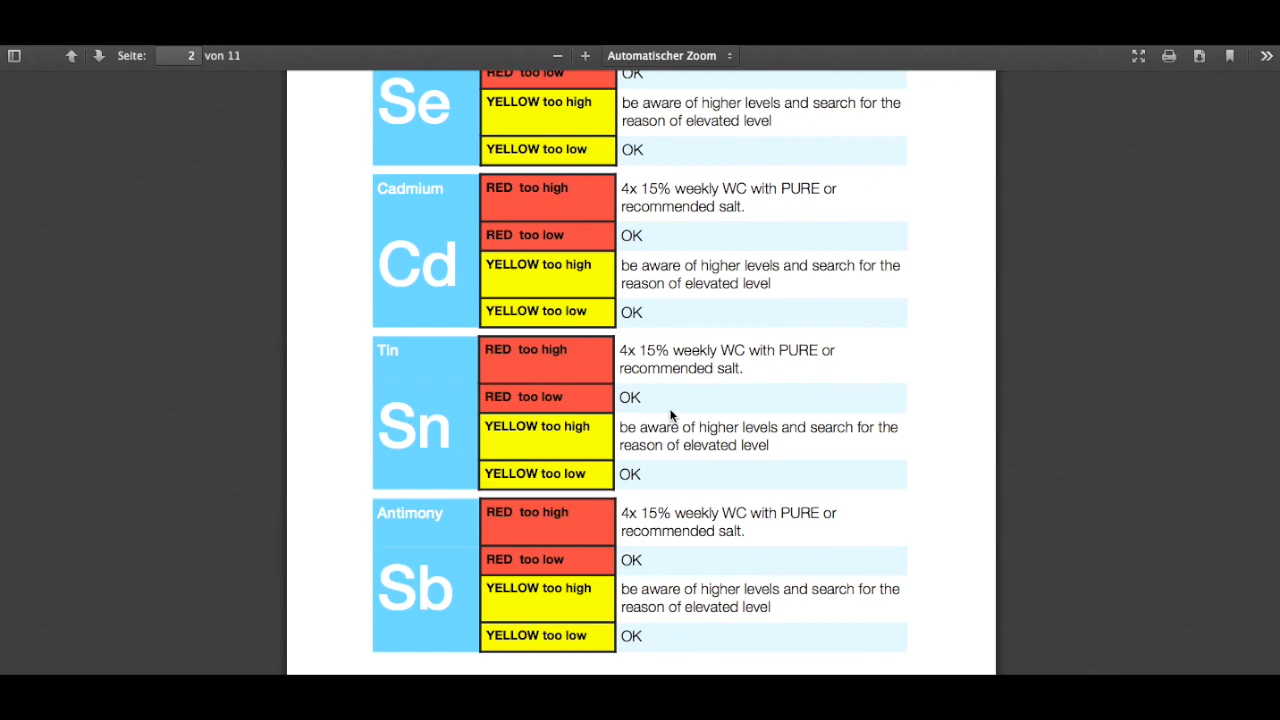 Seite: 2 von 11
Automatischer Zoom
Se
RED too low
OK
YELLOW too high
be aware of higher levels and search for the
reason of elevated level
YELLOW too low
OK
Cadmium
Cd
RED too high
4x 15% weekly WC with PURE or
recommended salt.
RED too low
OK
YELLOW too high
be aware of higher levels and search for the
reason of elevated level
YELLOW too low
OK
Tin
Sn
RED too high
4x 15% weekly WC with PURE or
recommended salt.
RED too low
OK
YELLOW too high
be aware of higher levels and search for the
reason of elevated level
YELLOW too low
OK
Antimony
Sb
RED too high
4x 15% weekly WC with PURE or
recommended salt.
RED too low
OK
YELLOW too high
be aware of higher levels and search for the
reason of elevated level
YELLOW too low
OK